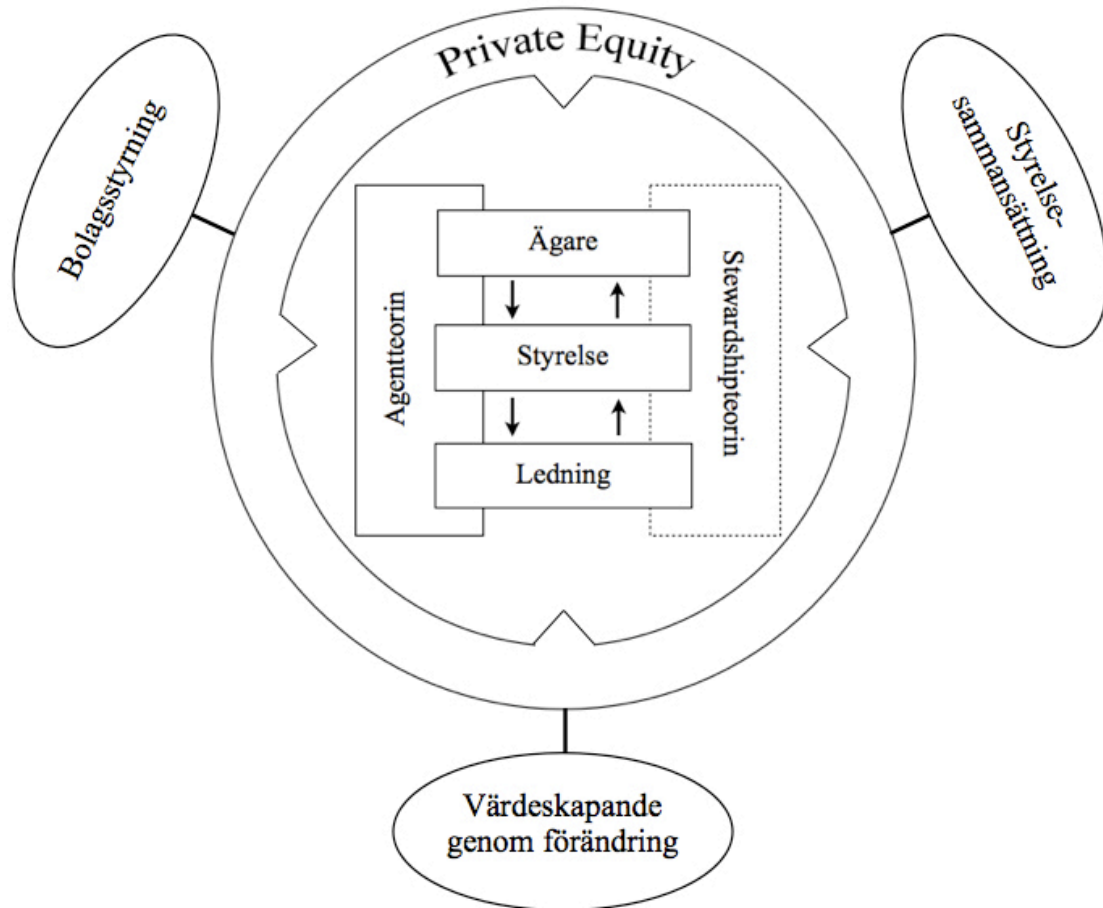 Private Equity
Bolagsstyrning
Styrelse-
sammansättning
Agentteorin
Ägare
Styrelse
Ledning
Stewardshipteorin
Värdeskapande
genom förändring